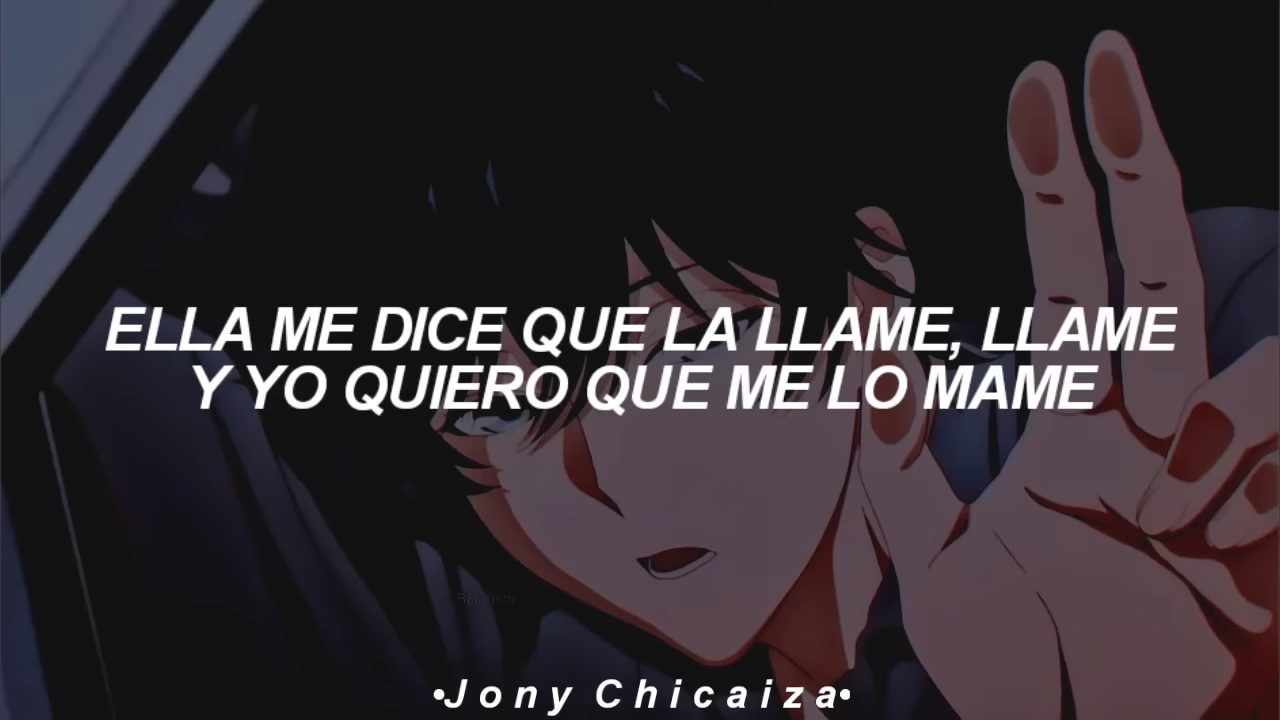 ELLA ME DICE QUE LA LLAME, LLAME
Y YO QUIERO QUE ME LO MAME
•Jony Chicaiza•